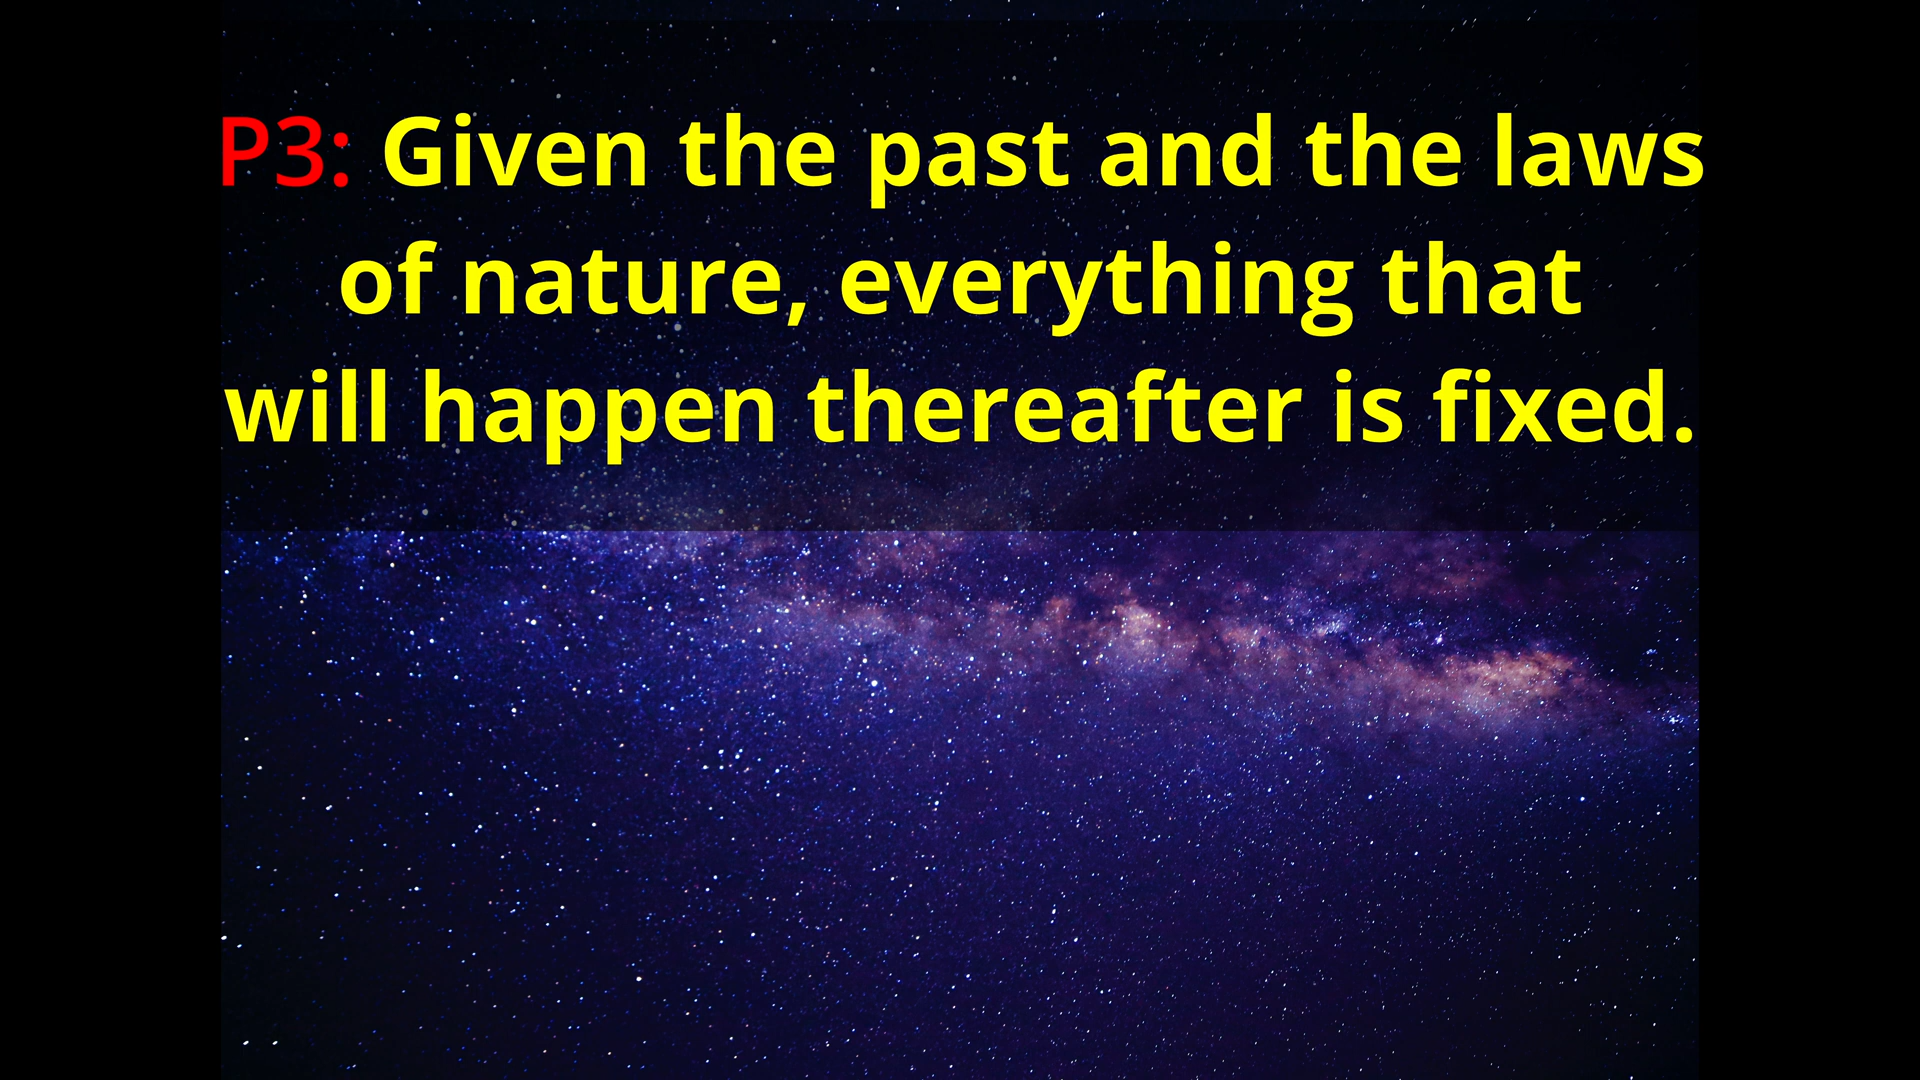 P3: Given the past and the laws
of nature, everything that
will happen thereafter is fixed.